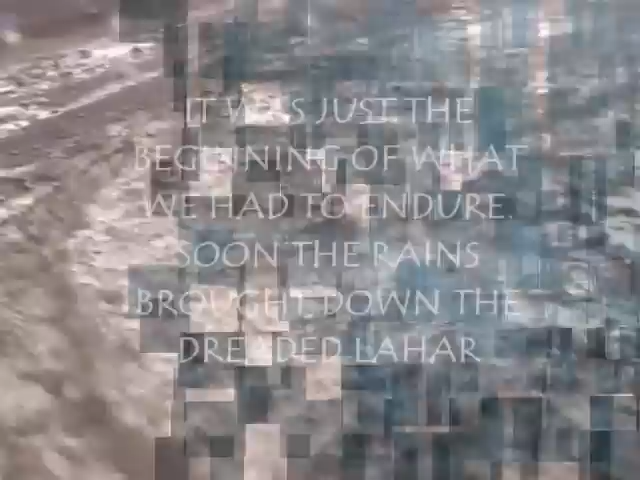 IT WAS JUST THE
BEGINNING OF WHAT
WE HAD TO ENDURE.
SOON THE RAINS
BROUGHT DOWN THE
DREADED LAHAR